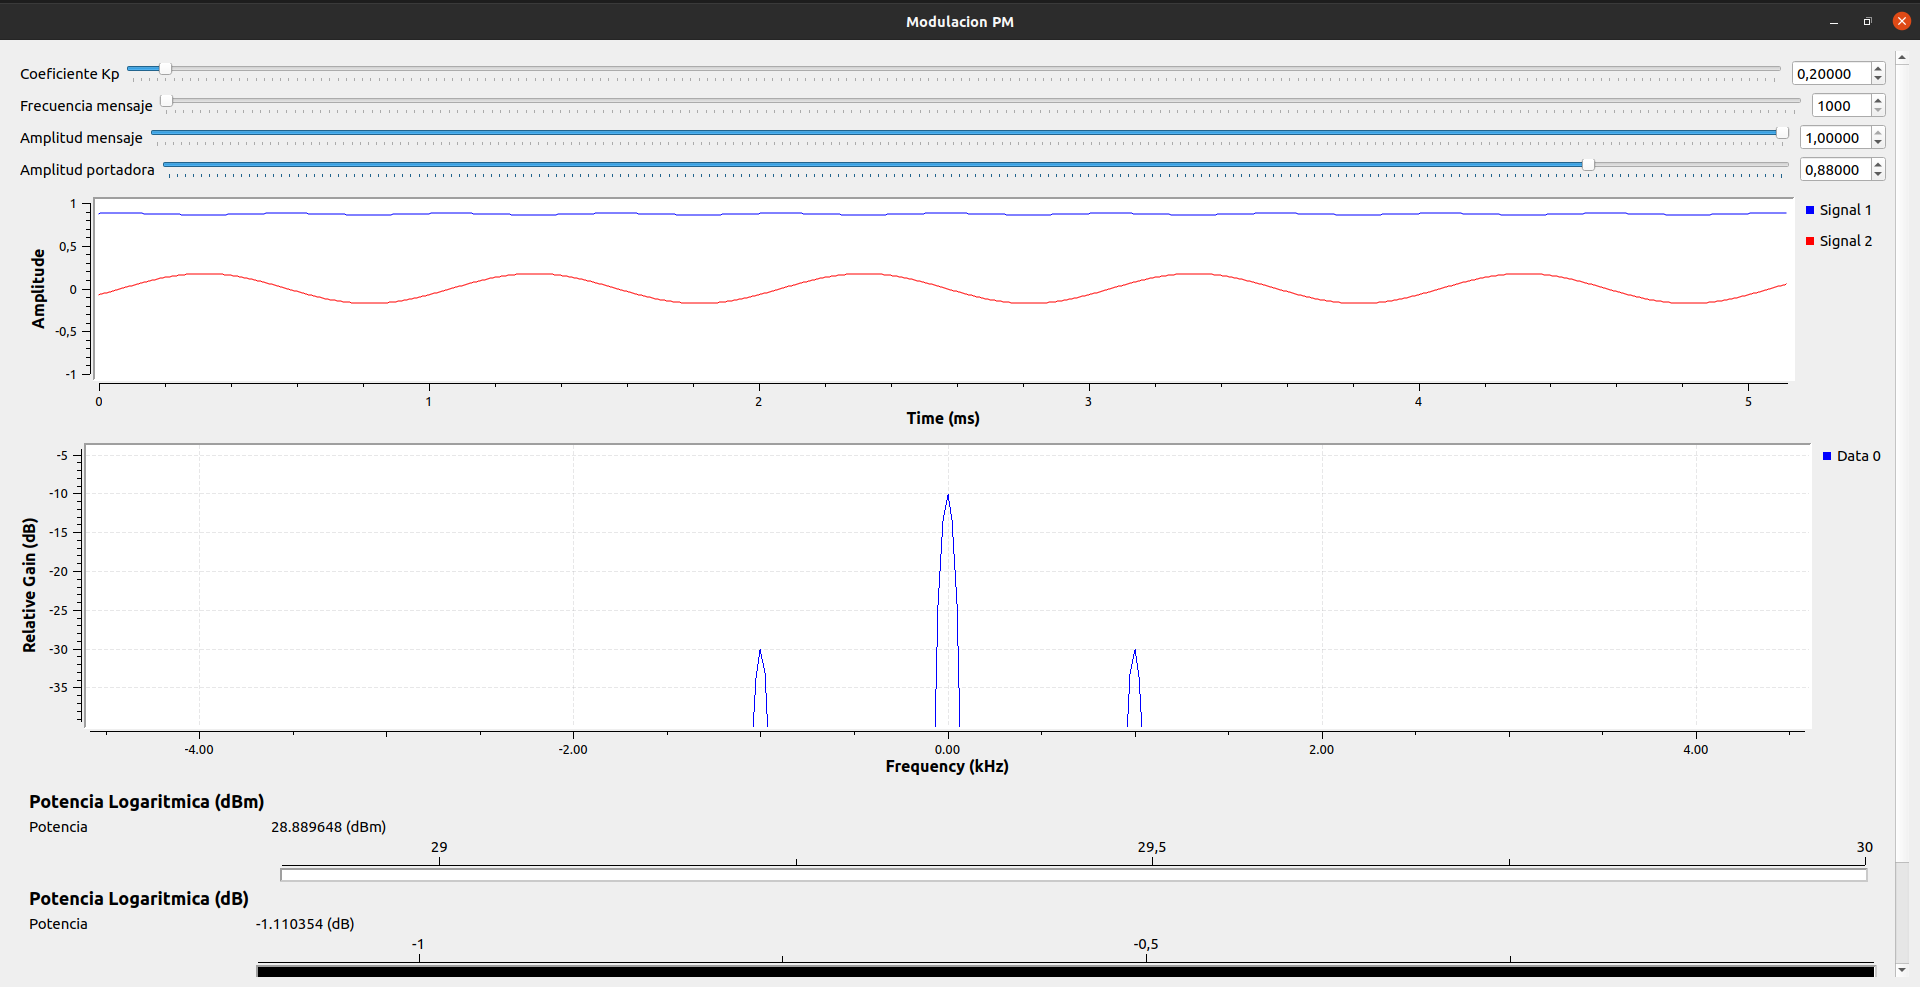 Modulacion PM
Coeficiente Kp 0,20000
Frecuencia mensaje 1000
Amplitud mensaje 1,00000
Amplitud portadora 0,88000
Amplitude
1
0,5
0
-0,5
-1
0 1 2 3 4 5
Time (ms)
Signal 1
Signal 2
Relative Gain (dB)
-5
-10
-15
-20
-25
-30
-35
-4.00 -2.00 0.00 2.00 4.00
Frequency (kHz)
Data 0
Potencia Logaritmica (dBm)
Potencia 28.889648 (dBm)
29 29,5 30
Potencia Logaritmica (dB)
Potencia -1.110354 (dB)
-1 -0,5